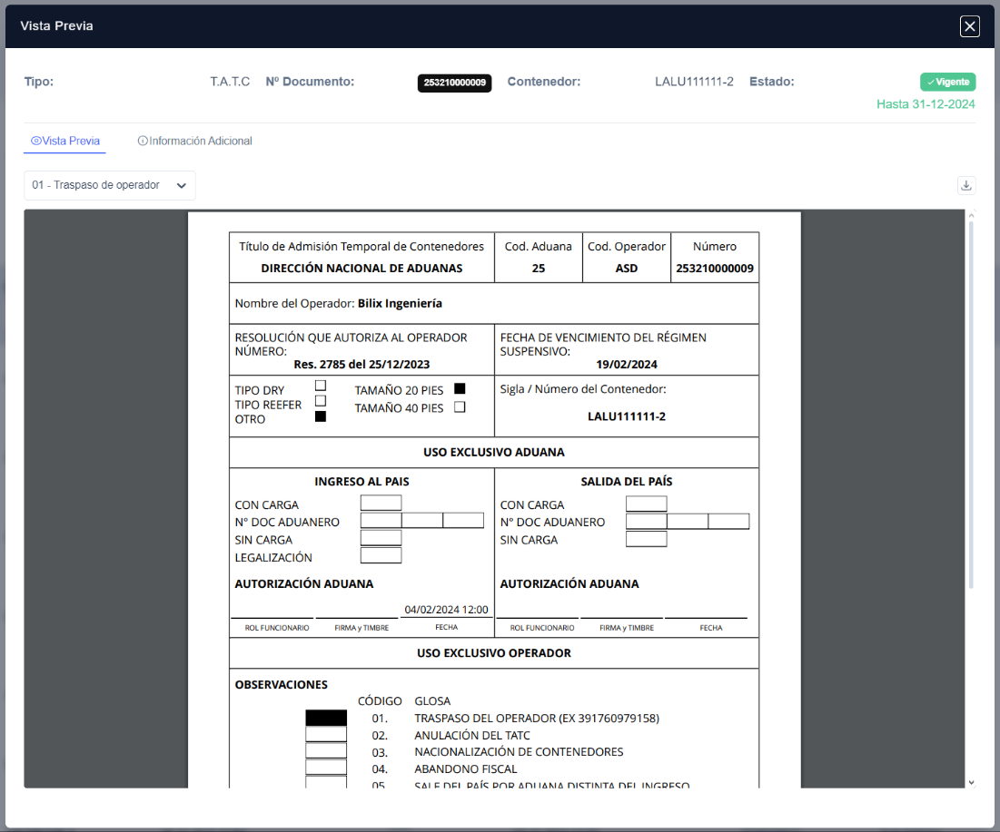 Vista Previa
Tipo: T.A.T.C Nº Documento: 253210000009 Contenedor: LALU111111-2 Estado: Vigente
Hasta 31-12-2024
Vista Previa Información Adicional
01 - Traspaso de operador
Título de Admisión Temporal de Contenedores Cod. Aduana Cod. Operador Número
DIRECCIÓN NACIONAL DE ADUANAS 25 ASD 253210000009
Nombre del Operador: Bilix Ingeniería
RESOLUCIÓN QUE AUTORIZA AL OPERADOR
NÚMERO:
Res. 2785 del 25/12/2023
FECHA DE VENCIMIENTO DEL RÉGIMEN
SUSPENSIVO:
19/02/2024
TIPO DRY
TIPO REEFER
OTRO
TAMAÑO 20 PIES
TAMAÑO 40 PIES
Sigla / Número del Contenedor:
LALU111111-2
USO EXCLUSIVO ADUANA
INGRESO AL PAIS
CON CARGA
Nº DOC ADUANERO
SIN CARGA
LEGALIZACIÓN
AUTORIZACIÓN ADUANA
04/02/2024 12:00
ROL FUNCIONARIO FIRMA y TIMBRE FECHA
SALIDA DEL PAÍS
CON CARGA
Nº DOC ADUANERO
SIN CARGA
AUTORIZACIÓN ADUANA
ROL FUNCIONARIO FIRMA y TIMBRE FECHA
USO EXCLUSIVO OPERADOR
OBSERVACIONES
CÓDIGO GLOSA
01. TRASPASO DEL OPERADOR (EX 391760979158)
02. ANULACIÓN DEL TATC
03. NACIONALIZACIÓN DE CONTENEDORES
04. ABANDONO FISCAL
05. SALE DEL PAÍS POR ADUANA DISTINTA DEL INGRESO